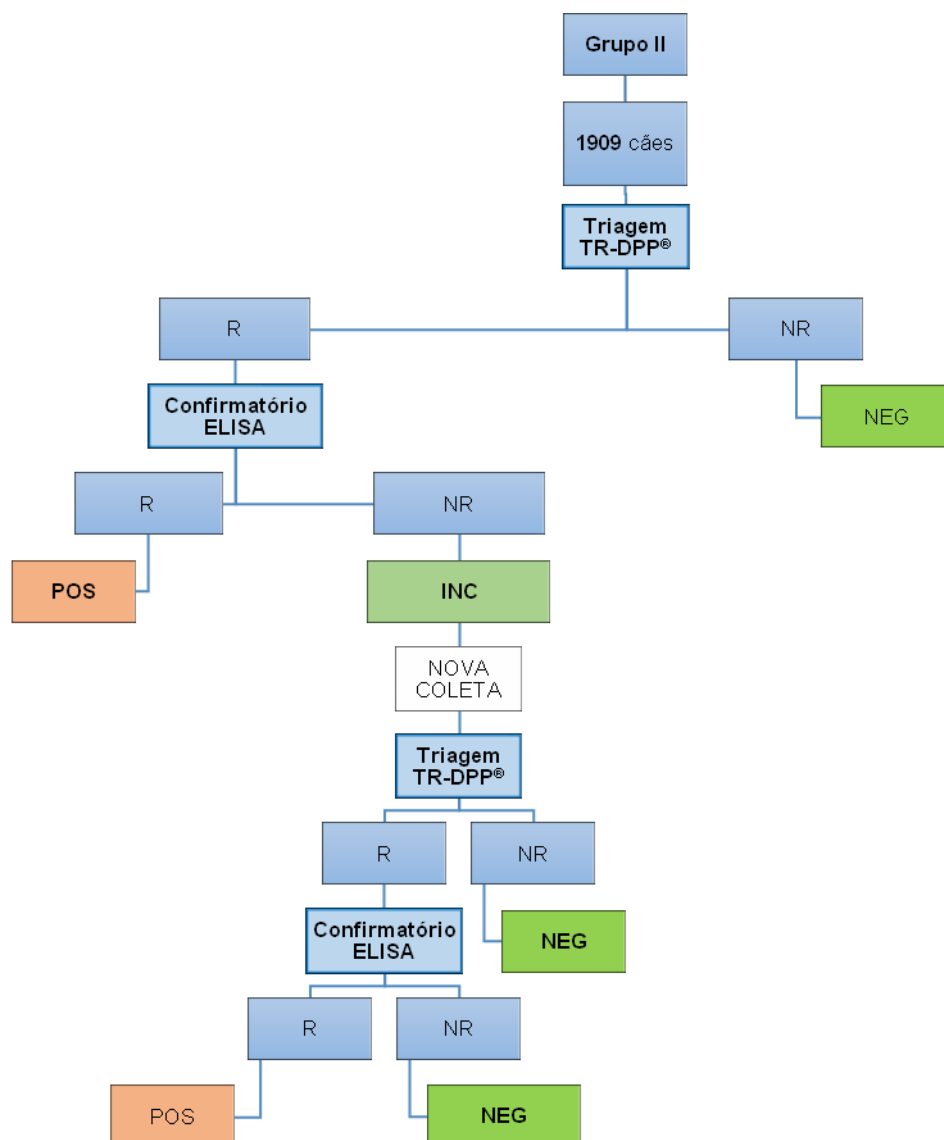 Grupo II
1909 cães
Triagem
TR-DPP®
R
NR
Confirmatório
ELISA
NEG
R
NR
POS
INC
NOVA
COLETA
Triagem
TR-DPP®
R
NR
Confirmatório
ELISA
NEG
R
NR
POS
NEG